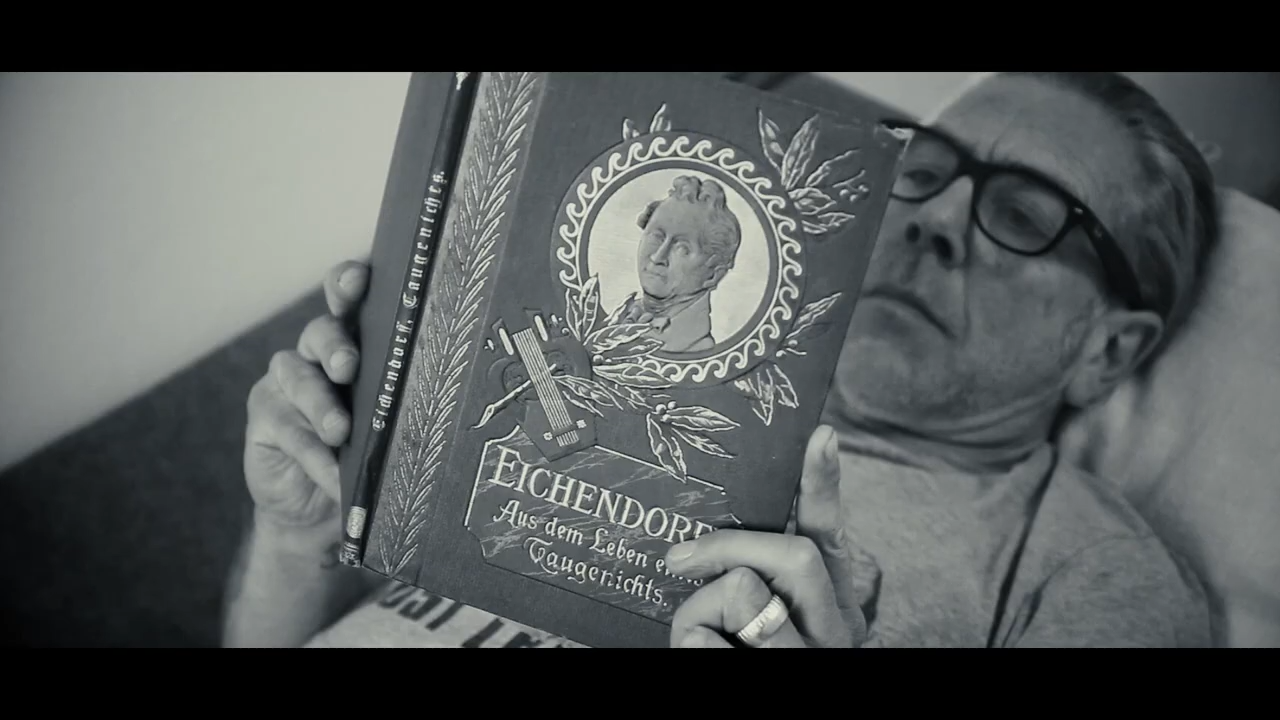 Eichendorff, Taugenichts.
EICHENDORF
Aus dem Leben
Taugenichts.